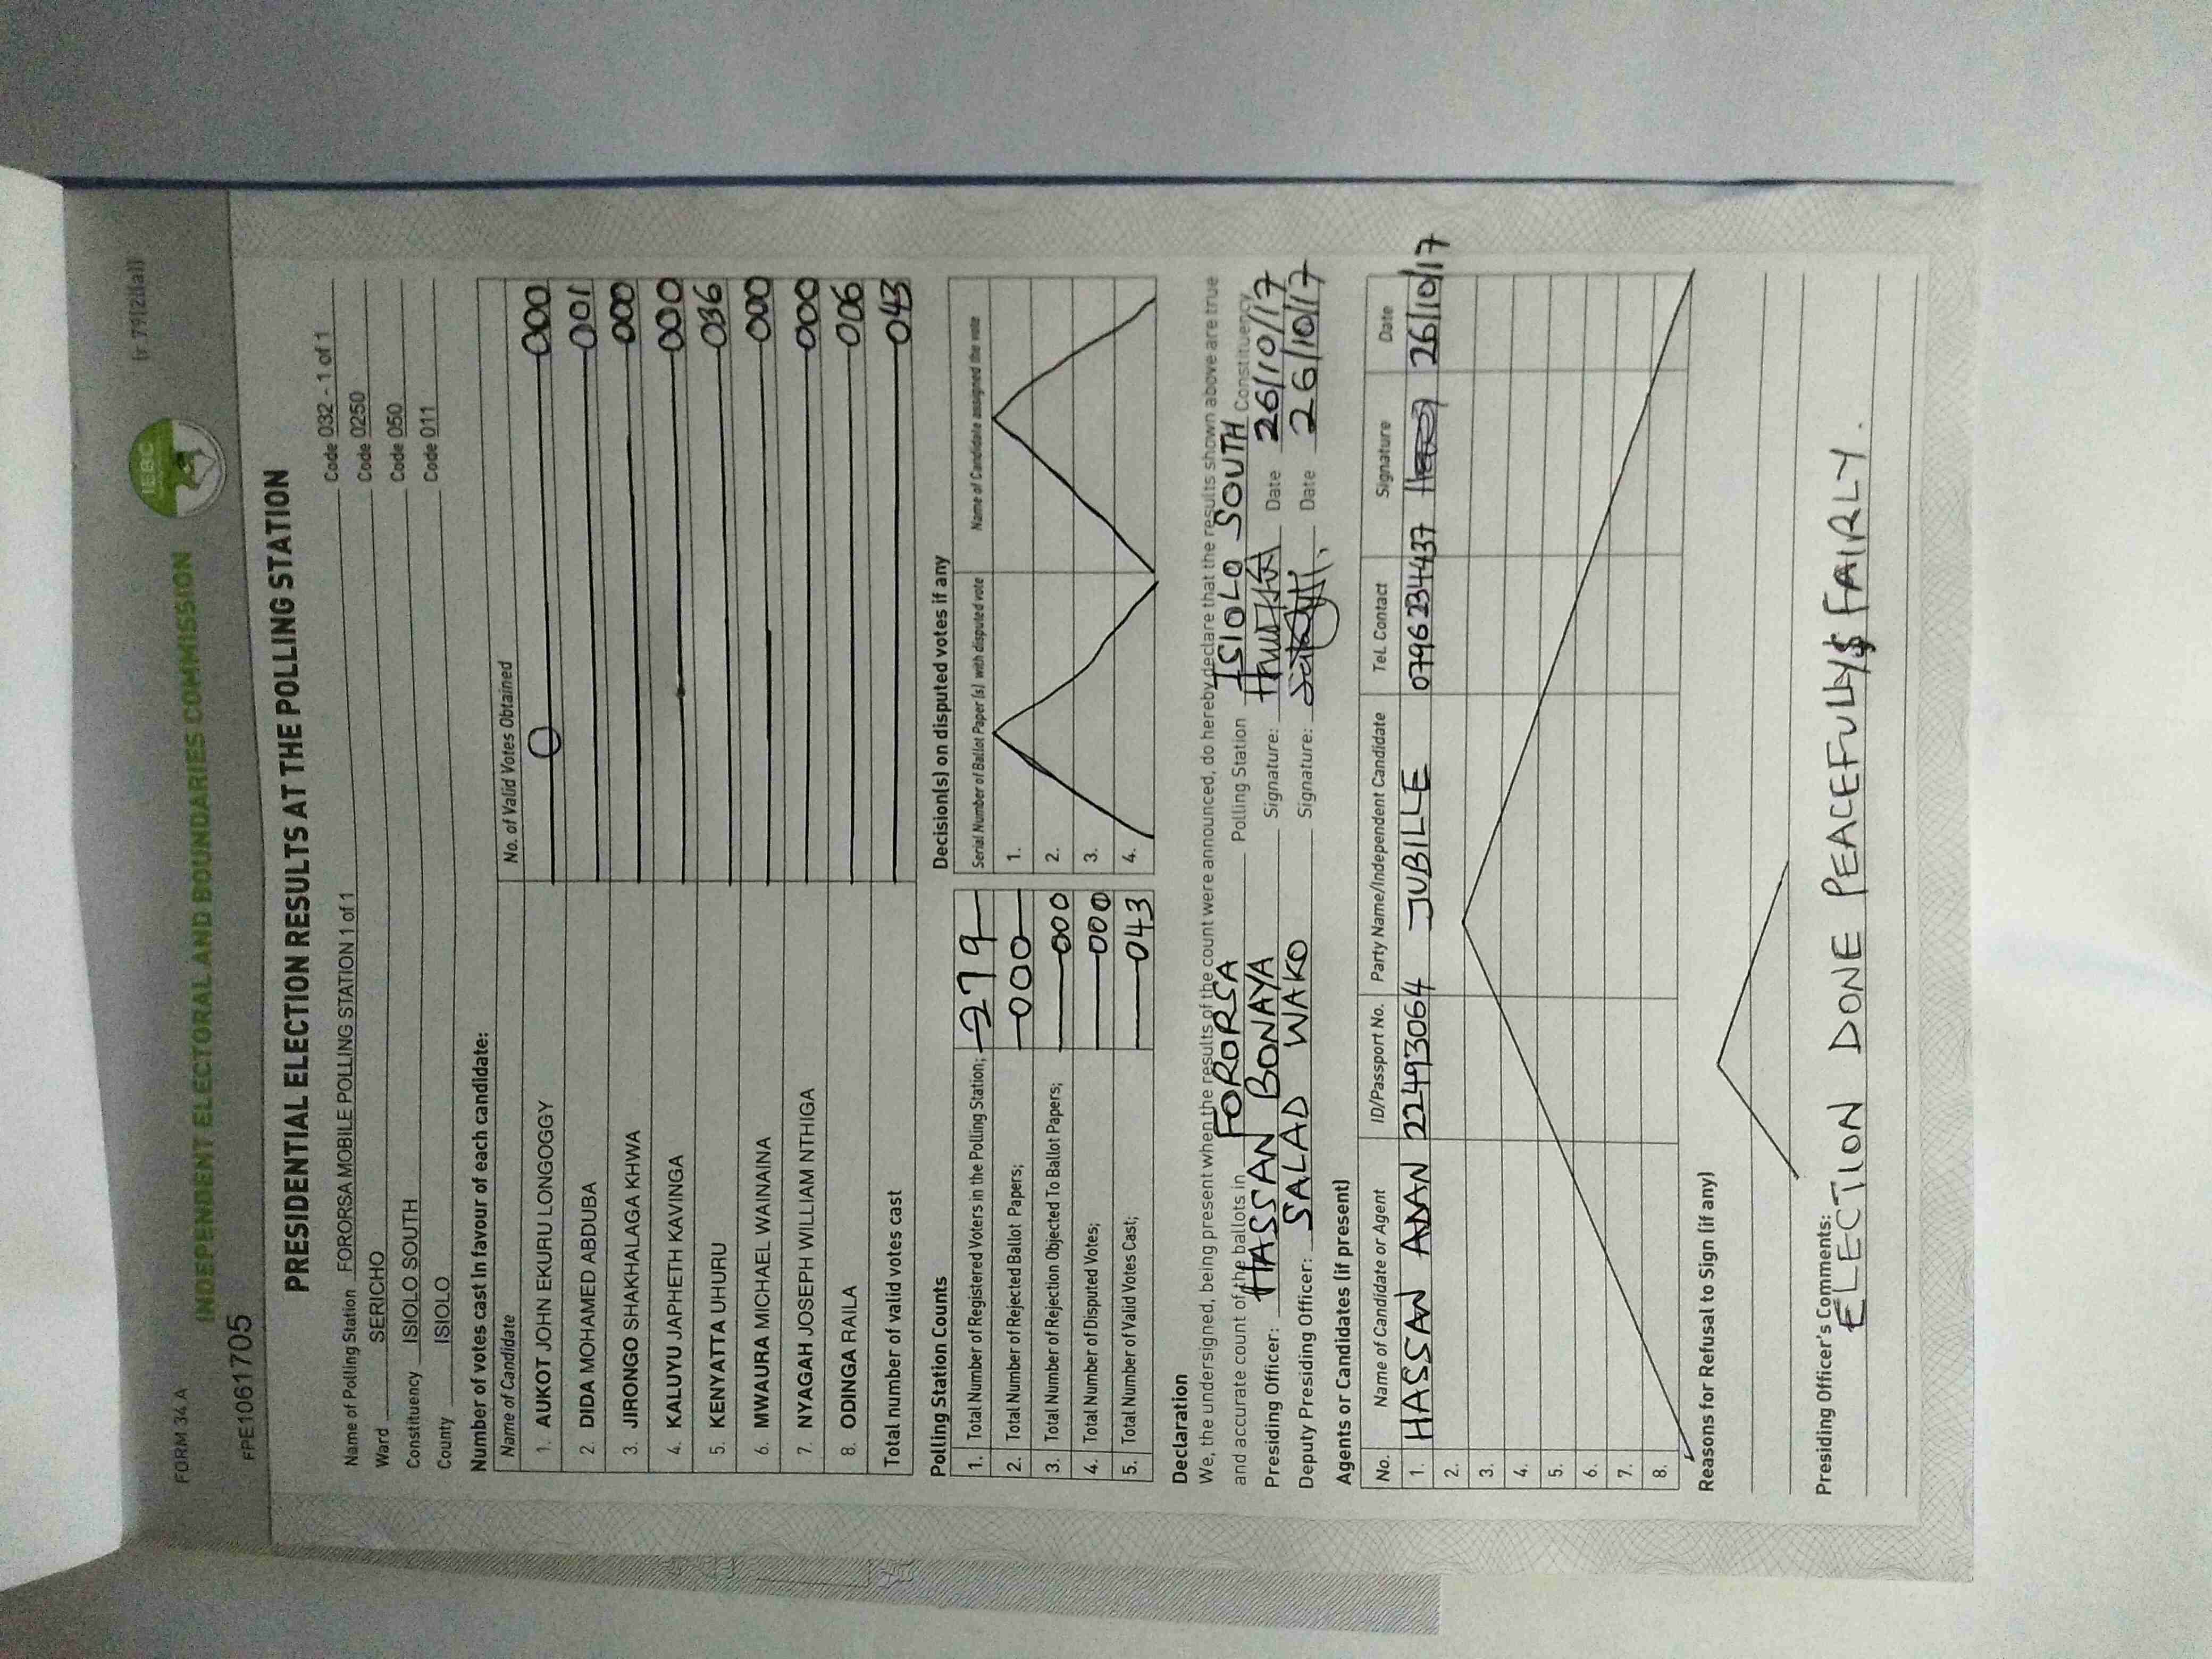 FORM 34 A
(r 79(2)(a))
INDEPENDENT ELECTORAL AND BOUNDARIES COMMISSION
IEBC
FPE1061705
PRESIDENTIAL ELECTION RESULTS AT THE POLLING STATION
Name of Polling Station FORORSA MOBILE POLLING STATION 1 of 1 Code 032 - 1 of 1
Ward SERICHO Code 0250
Constituency ISIOLO SOUTH Code 050
County ISIOLO Code 011
Number of votes cast in favour of each candidate:
Name of Candidate No. of Valid Votes Obtained
1. AUKOT JOHN EKURU LONGOGGY 000
2. DIDA MOHAMED ABDUBA 001
3. JIRONGO SHAKHALAGA KHWA 000
4. KALUYU JAPHETH KAVINGA 000
5. KENYATTA UHURU 036
6. MWAURA MICHAEL WAINAINA 000
7. NYAGAH JOSEPH WILLIAM NTHIGA 000
8. ODINGA RAILA 006
Total number of valid votes cast 043
Polling Station Counts
1. Total Number of Registered Voters in the Polling Station; 279
2. Total Number of Rejected Ballot Papers; 000
3. Total Number of Rejection Objected To Ballot Papers; 000
4. Total Number of Disputed Votes; 000
5. Total Number of Valid Votes Cast; 043
Decision(s) on disputed votes if any
Serial Number of Ballot Paper (s) with disputed vote Name of Candidate assigned the vote
1.
2.
3.
4.
Declaration
We, the undersigned, being present when the results of the count were announced, do hereby declare that the results shown above are true
and accurate count of the ballots in FORORSA Polling Station ISIOLO SOUTH Constituency
Presiding Officer: HASSAN BONAYA Signature: Date 26/10/17
Deputy Presiding Officer: SALAD WAKO Signature: Date 26/10/17
Agents or Candidates (if present)
No. Name of Candidate or Agent ID/Passport No. Party Name/Independent Candidate Tel. Contact Signature Date
1. HASSAN ADAN 22493064 JUBILLE 0796234437 26/10/17
2.
3.
4.
5.
6.
7.
8.
Reasons for Refusal to Sign (if any)
Presiding Officer's Comments:
ELECTION DONE PEACEFULLY & FAIRLY.